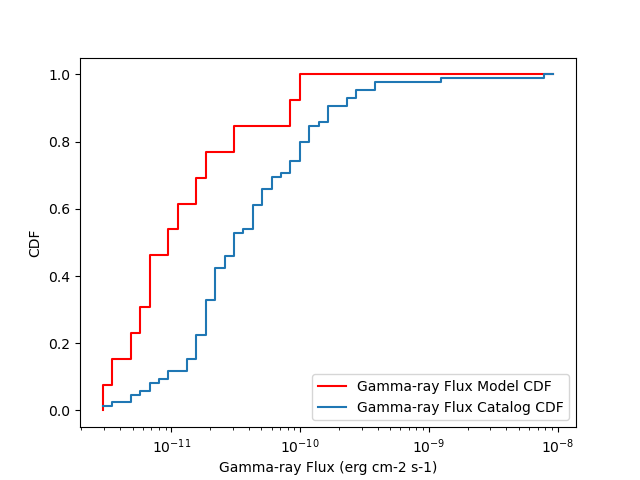 1.0
0.8
0.6
0.4
0.2
0.0
CDF
10⁻¹¹
10⁻¹⁰
10⁻⁹
10⁻⁸
Gamma-ray Flux (erg cm-2 s-1)
Gamma-ray Flux Model CDF
Gamma-ray Flux Catalog CDF